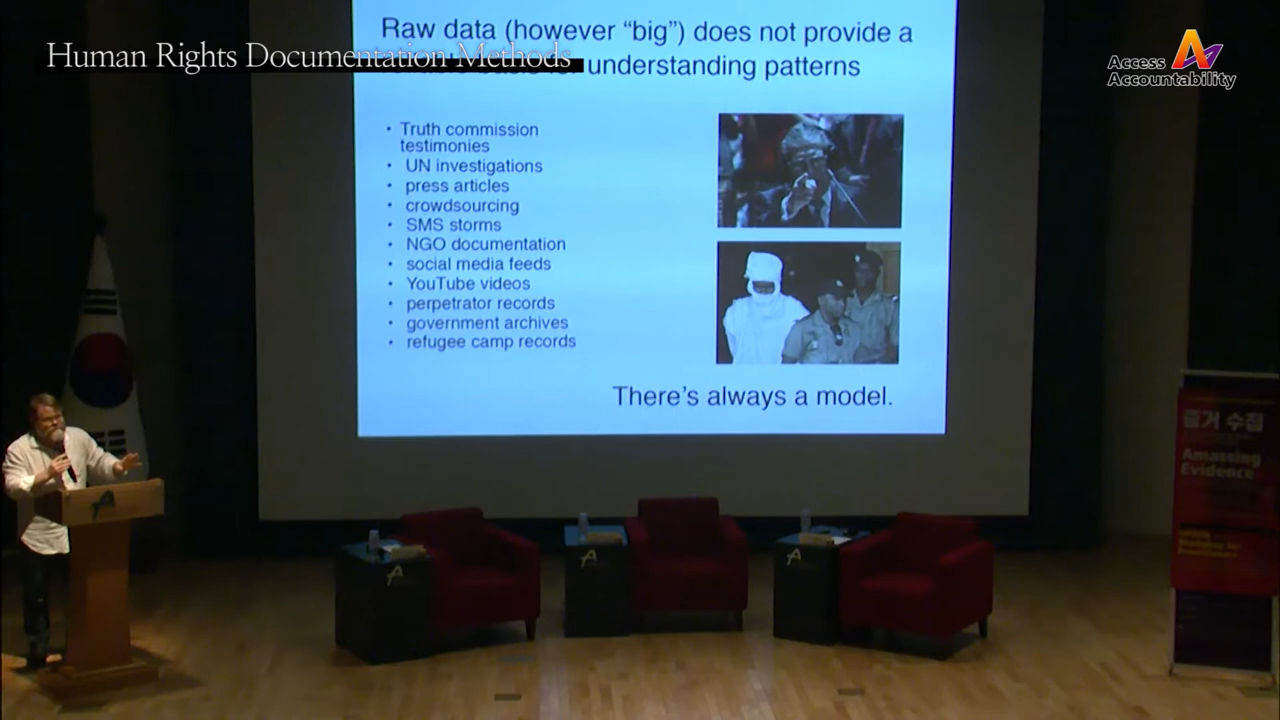 Raw data (however “big”) does not provide a
Human Rights Documentation Methods
understanding patterns
Access
Accountability
• Truth commission
testimonies
• UN investigations
• press articles
• crowdsourcing
• SMS storms
• NGO documentation
• social media feeds
• YouTube videos
• perpetrator records
• government archives
• refugee camp records
There’s always a model.
증거 수집
Amassing
Evidence